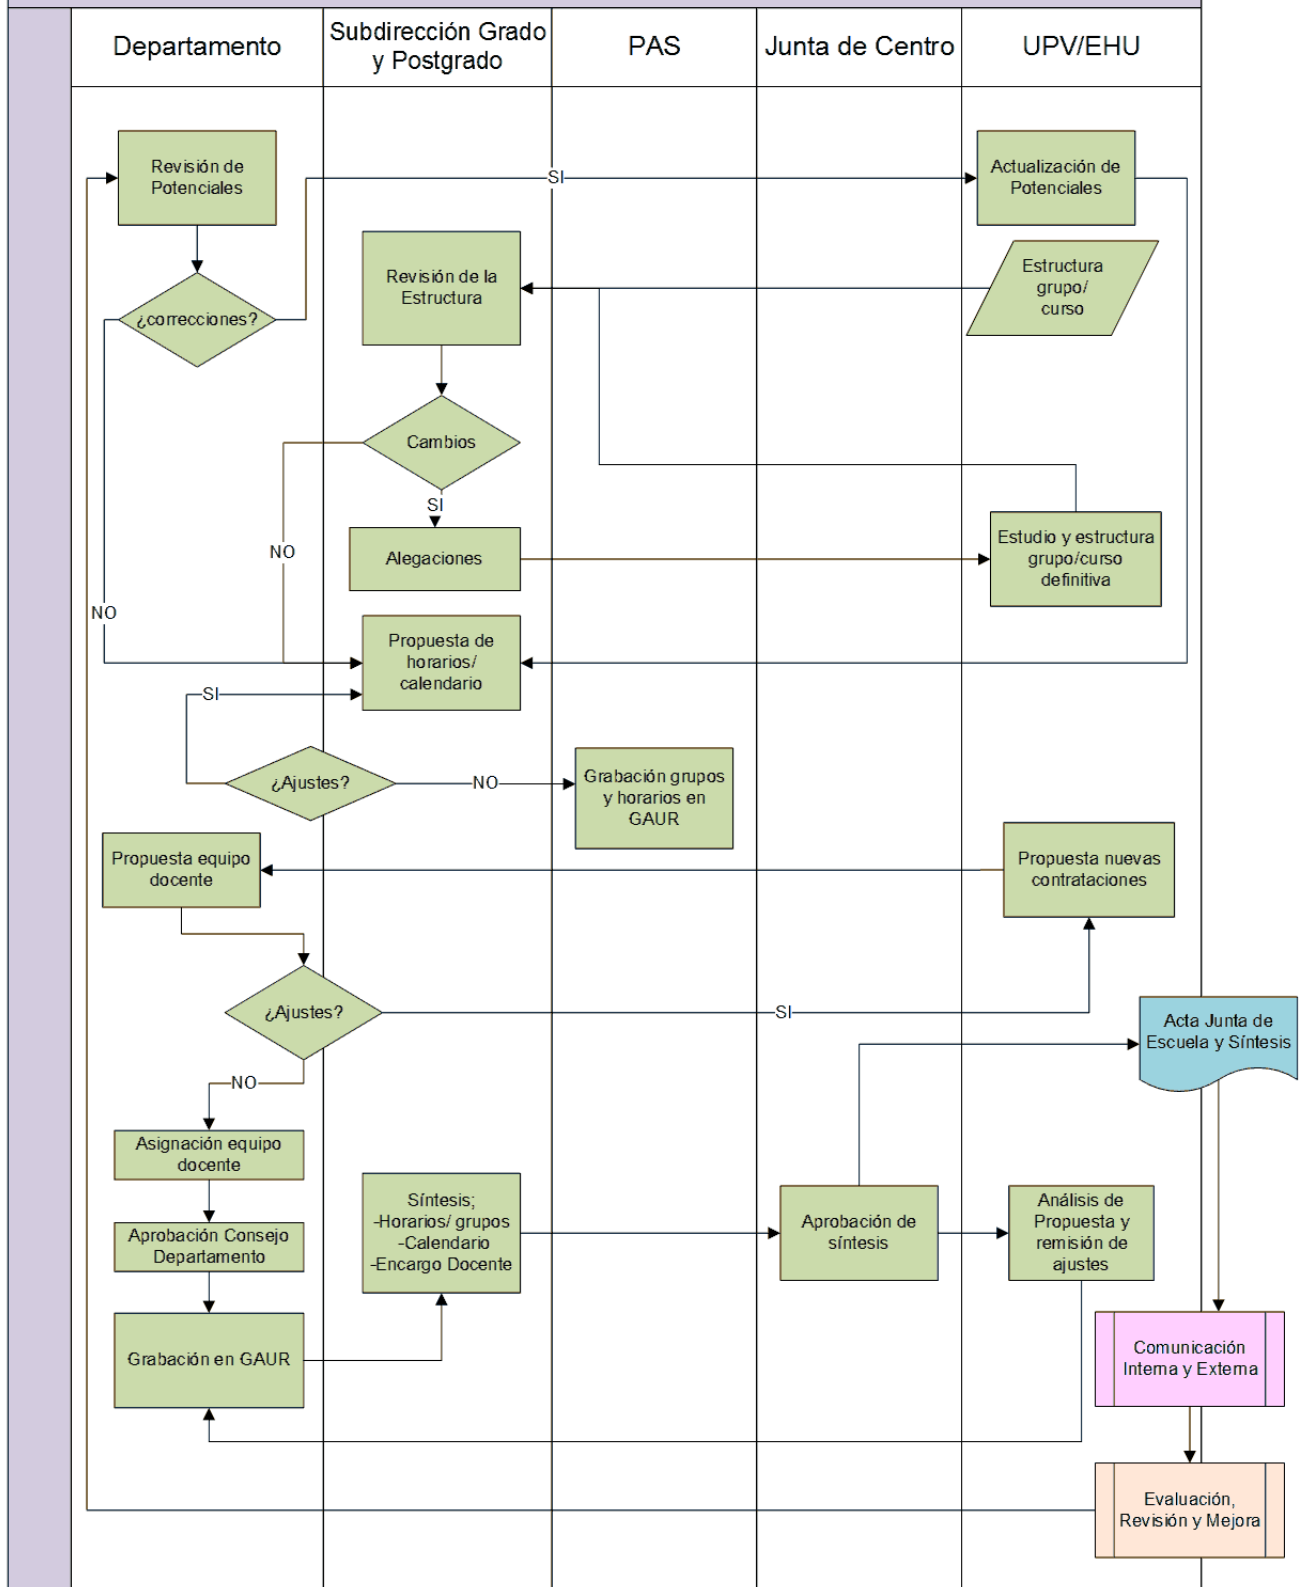 Departamento
Subdirección Grado
y Postgrado
PAS
Junta de Centro
UPV/EHU
Revisión de
Potenciales
SI
Actualización de
Potenciales
¿correcciones?
Revisión de la
Estructura
Estructura
grupo/
curso
Cambios
SI
NO
Alegaciones
Estudio y estructura
grupo/curso
definitiva
NO
Propuesta de
horarios/
calendario
SI
¿Ajustes?
NO
Grabación grupos
y horarios en
GAUR
Propuesta equipo
docente
Propuesta nuevas
contrataciones
¿Ajustes?
SI
Acta Junta de
Escuela y Síntesis
NO
Asignación equipo
docente
Aprobación Consejo
Departamento
Grabación en GAUR
Síntesis;
-Horarios/ grupos
-Calendario
-Encargo Docente
Aprobación de
síntesis
Análisis de
Propuesta y
remisión de
ajustes
Comunicación
Interna y Externa
Evaluación,
Revisión y Mejora